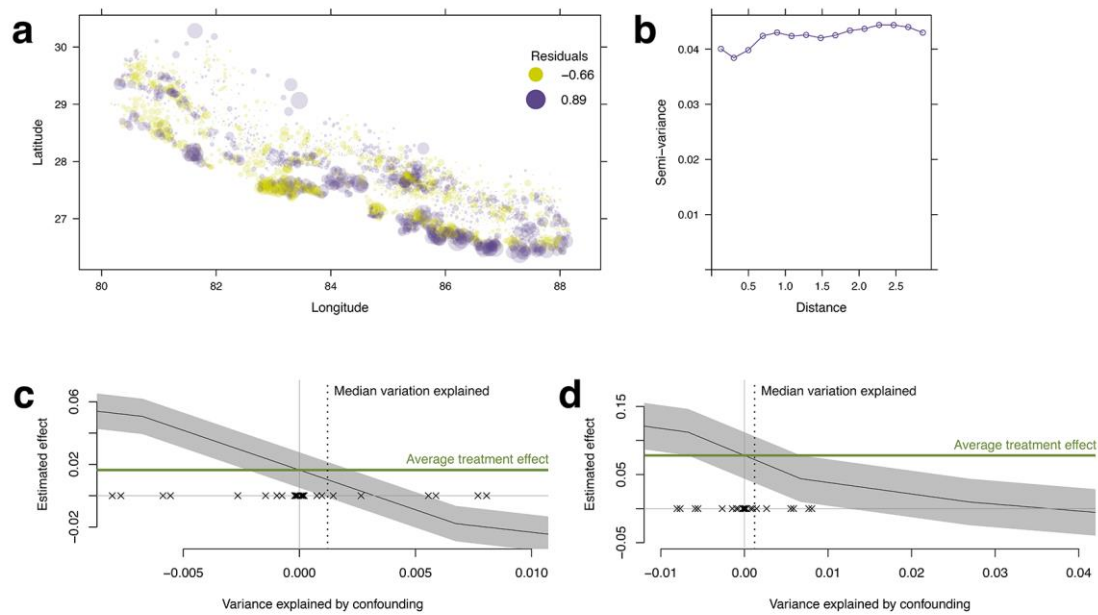 a
30
29
28
27
Latitude
80
82
84
86
88
Longitude
Residuals
−0.66
0.89
b
0.04
0.03
0.02
0.01
Semi−variance
0.5
1.0
1.5
2.0
2.5
Distance
c
Median variation explained
0.06
0.02
−0.02
Estimated effect
Average treatment effect
−0.005
0.000
0.005
0.010
Variance explained by confounding
d
Median variation explained
0.15
0.05
−0.05
Estimated effect
Average treatment effect
−0.01
0.00
0.01
0.02
0.03
0.04
Variance explained by confounding